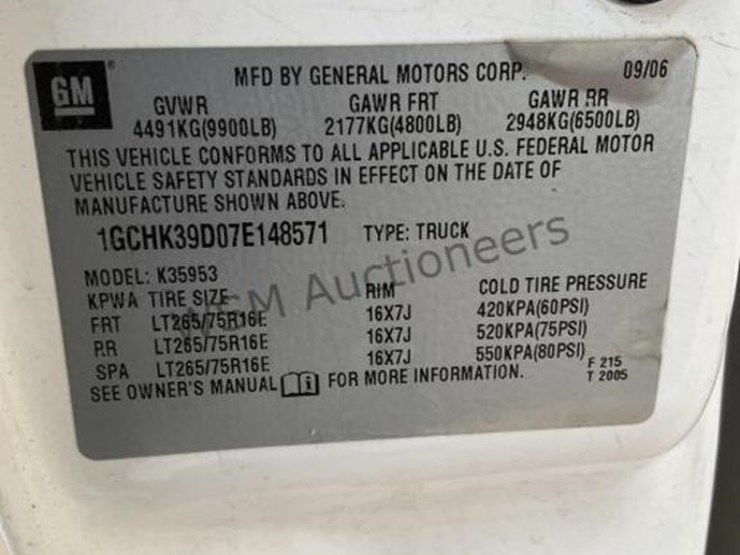 GM® MFD BY GENERAL MOTORS CORP. 09/06
GVWR GAWR FRT GAWR RR
4491KG(9900LB) 2177KG(4800LB) 2948KG(6500LB)
THIS VEHICLE CONFORMS TO ALL APPLICABLE U.S. FEDERAL MOTOR
VEHICLE SAFETY STANDARDS IN EFFECT ON THE DATE OF
MANUFACTURE SHOWN ABOVE.
1GCHK39D07E148571 TYPE: TRUCK
MODEL: K35953
KPWA TIRE SIZE RIM COLD TIRE PRESSURE
FRT LT265/75R16E 16X7J 420KPA(60PSI)
RR LT265/75R16E 16X7J 520KPA(75PSI)
SPA LT265/75R16E 16X7J 550KPA(80PSI)
SEE OWNER'S MANUAL FOR MORE INFORMATION.
F 215
T 2005
Auctioneers